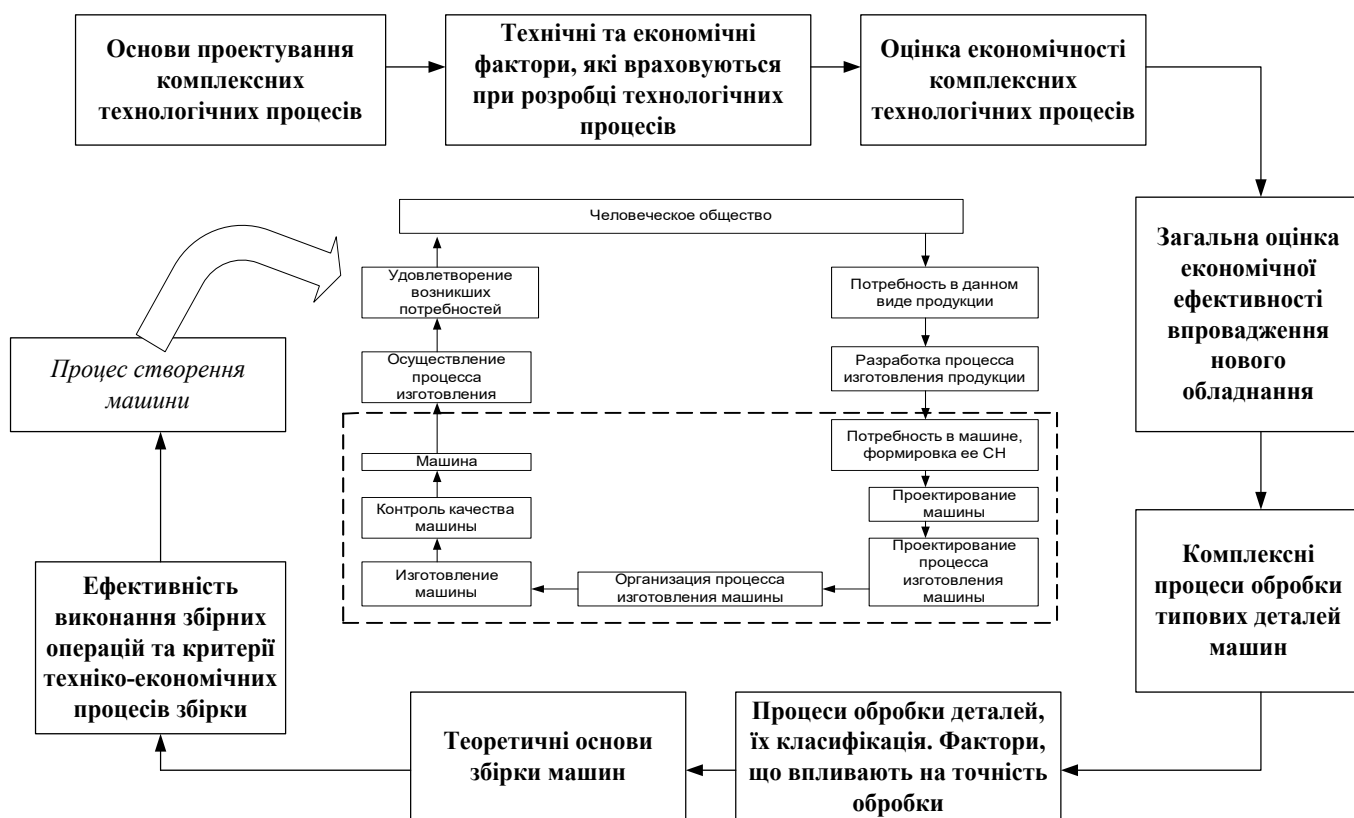 Основи проектування
комплексних
технологічних процесів
Технічні та економічні
фактори, які враховуються
при розробці технологічних
процесів
Оцінка економічності
комплексних
технологічних процесів
Загальна оцінка
економічної
ефективності
впровадження
нового
обладнання
Комплексні
процеси обробки
типових деталей
машин
Процеси обробки деталей,
їх класифікація. Фактори,
що впливають на точність
обробки
Теоретичні основи
збірки машин
Ефективність
виконання збірних
операцій та критерії
техніко-економічних
процесів збірки
Процес створення
машини
Человеческое общество
Потребность в данном
виде продукции
Разработка процесса
изготовления продукции
Потребность в машине,
формировка ее СН
Проектирование
машины
Проектирование процесса
изготовления
машины
Организация процесса
изготовления машины
Изготовление
машины
Контроль качества
машины
Машина
Осуществление
процесса
изготовления
Удовлетворение
возникших
потребностей